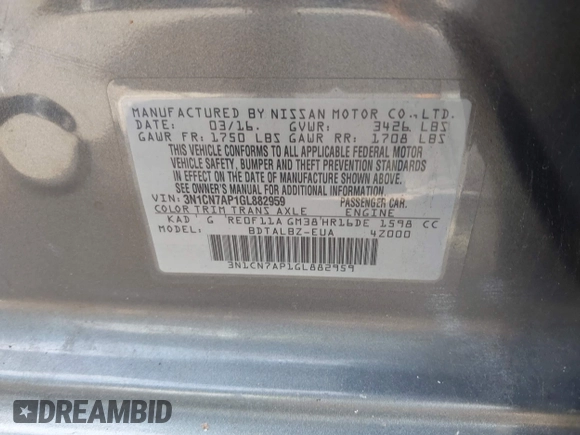 MANUFACTURED BY NISSAN MOTOR CO., LTD.
DATE: 03/16. GVWR: 3426 LBS
GAWR FR: 1750 LBS GAWR RR: 1708 LBS
THIS VEHICLE CONFORMS TO ALL APPLICABLE FEDERAL MOTOR
VEHICLE SAFETY, BUMPER AND THEFT PREVENTION STANDARDS
IN EFFECT ON THE DATE OF MANUFACTURE SHOWN ABOVE.
SEE OWNER'S MANUAL FOR ADDITIONAL INFORMATION.
VIN: 3N1CN7AP1GL882959 PASSENGER CAR.
COLOR TRIM TRANS AXLE ENGINE
KAD G RE0F11A GM38 HR16DE 1598 CC
BDTALBZ-EUA 4Z000
3N1CN7AP1GL882959
DREAMBID